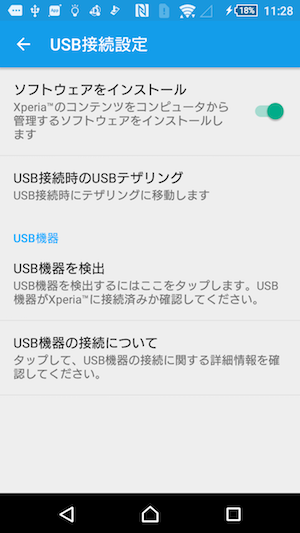 18% 11:28
USB接続設定
ソフトウェアをインストール
Xperia™のコンテンツをコンピュータから
管理するソフトウェアをインストールし
ます
USB接続時のUSBテザリング
USB接続時にテザリングに移動します
USB機器
USB機器を検出
USB機器を検出するにはここをタップします。USB
機器がXperia™に接続済みか確認してください。
USB機器の接続について
タップして、USB機器の接続に関する詳細情報を確
認してください。